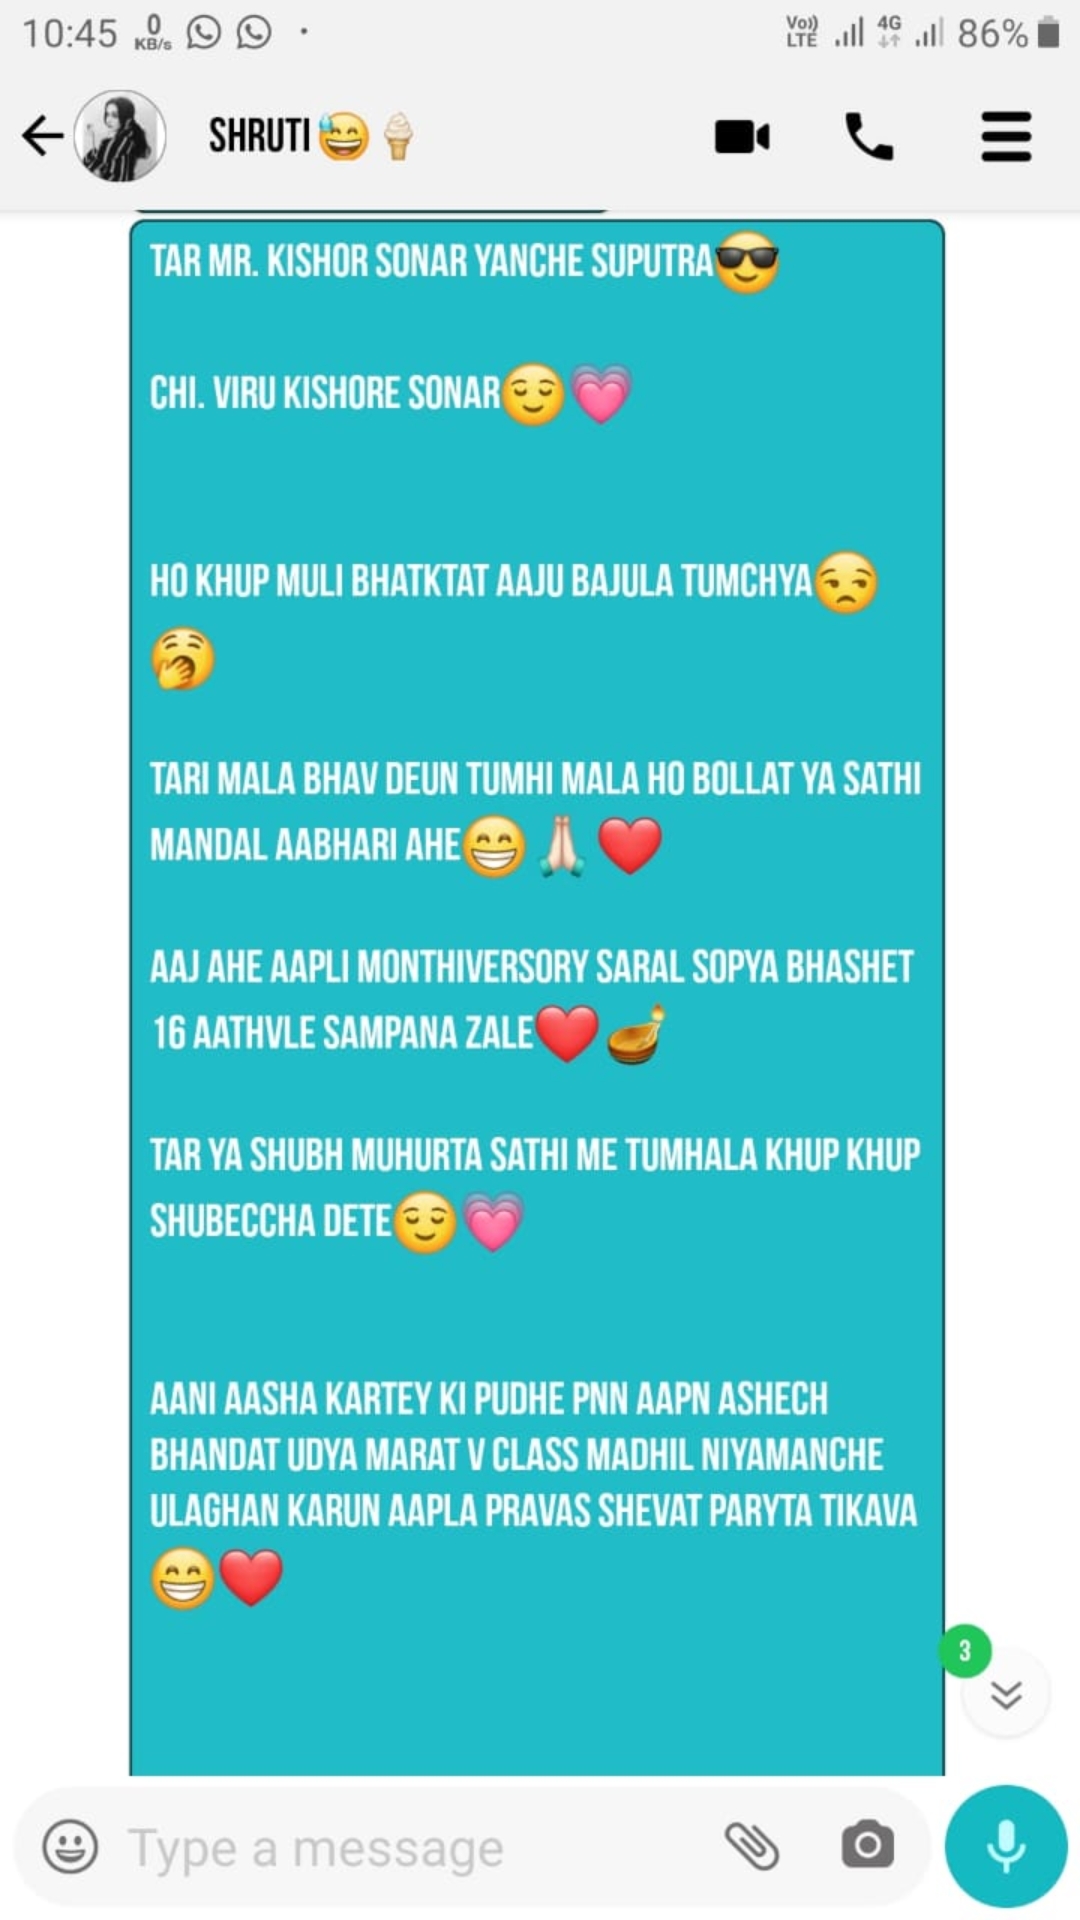 10:45 0 KB/s Vo)) LTE 4G 86%
SHRUTI😅🍦
TAR MR. KISHOR SONAR YANCHE SUPUTRA😎
CHI. VIRU KISHORE SONAR😌💗
HO KHUP MULI BHATKTAT AAJU BAJULA TUMCHYA😒
🥱
TARI MALA BHAV DEUN TUMHI MALA HO BOLLAT YA SATHI
MANDAL AABHARI AHE😁🙏🏻❤️
AAJ AHE AAPLI MONTHIVERSORY SARAL SOPYA BHASHET
16 AATHVLE SAMPANA ZALE❤️🪔
TAR YA SHUBH MUHURTA SATHI ME TUMHALA KHUP KHUP
SHUBECCHA DETE😌💗
AANI AASHA KARTEY KI PUDHE PNN AAPN ASHECH
BHANDAT UDYA MARAT V CLASS MADHIL NIYAMANCHE
ULAGHAN KARUN AAPLA PRAVAS SHEVAT PARYTA TIKAVA
😁❤️
3
Type a message